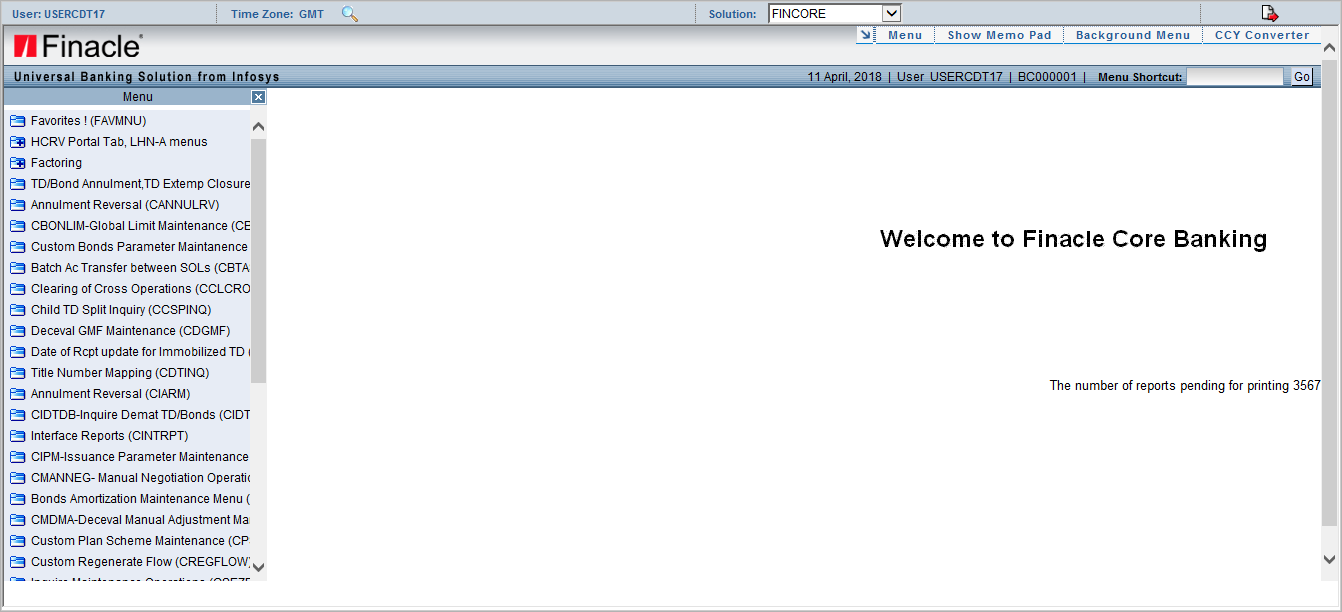 User: USERCDT17 Time Zone: GMT Solution: FINCORE
Finacle
Menu Show Memo Pad Background Menu CCY Converter
Universal Banking Solution from Infosys 11 April, 2018 | User USERCDT17 | BC000001 | Menu Shortcut: Go
Menu
Favorites ! (FAVMNU)
HCRV Portal Tab, LHN-A menus
Factoring
TD/Bond Annulment,TD Extemp Closure
Annulment Reversal (CANNULRV)
CBONLIM-Global Limit Maintenance (CE
Custom Bonds Parameter Maintanence
Batch Ac Transfer between SOLs (CBTA
Clearing of Cross Operations (CCLCRO
Child TD Split Inquiry (CCSPINQ)
Deceval GMF Maintenance (CDGMF)
Date of Rcpt update for Immobilized TD (
Title Number Mapping (CDTINQ)
Annulment Reversal (CIARM)
CIDTDB-Inquire Demat TD/Bonds (CIDT
Interface Reports (CINTRPT)
CIPM-Issuance Parameter Maintenance
CMANNEG- Manual Negotiation Operatio
Bonds Amortization Maintenance Menu (
CMDMA-Deceval Manual Adjustment Ma
Custom Plan Scheme Maintenance (CP
Custom Regenerate Flow (CREGFLOW)
Welcome to Finacle Core Banking
The number of reports pending for printing 3567